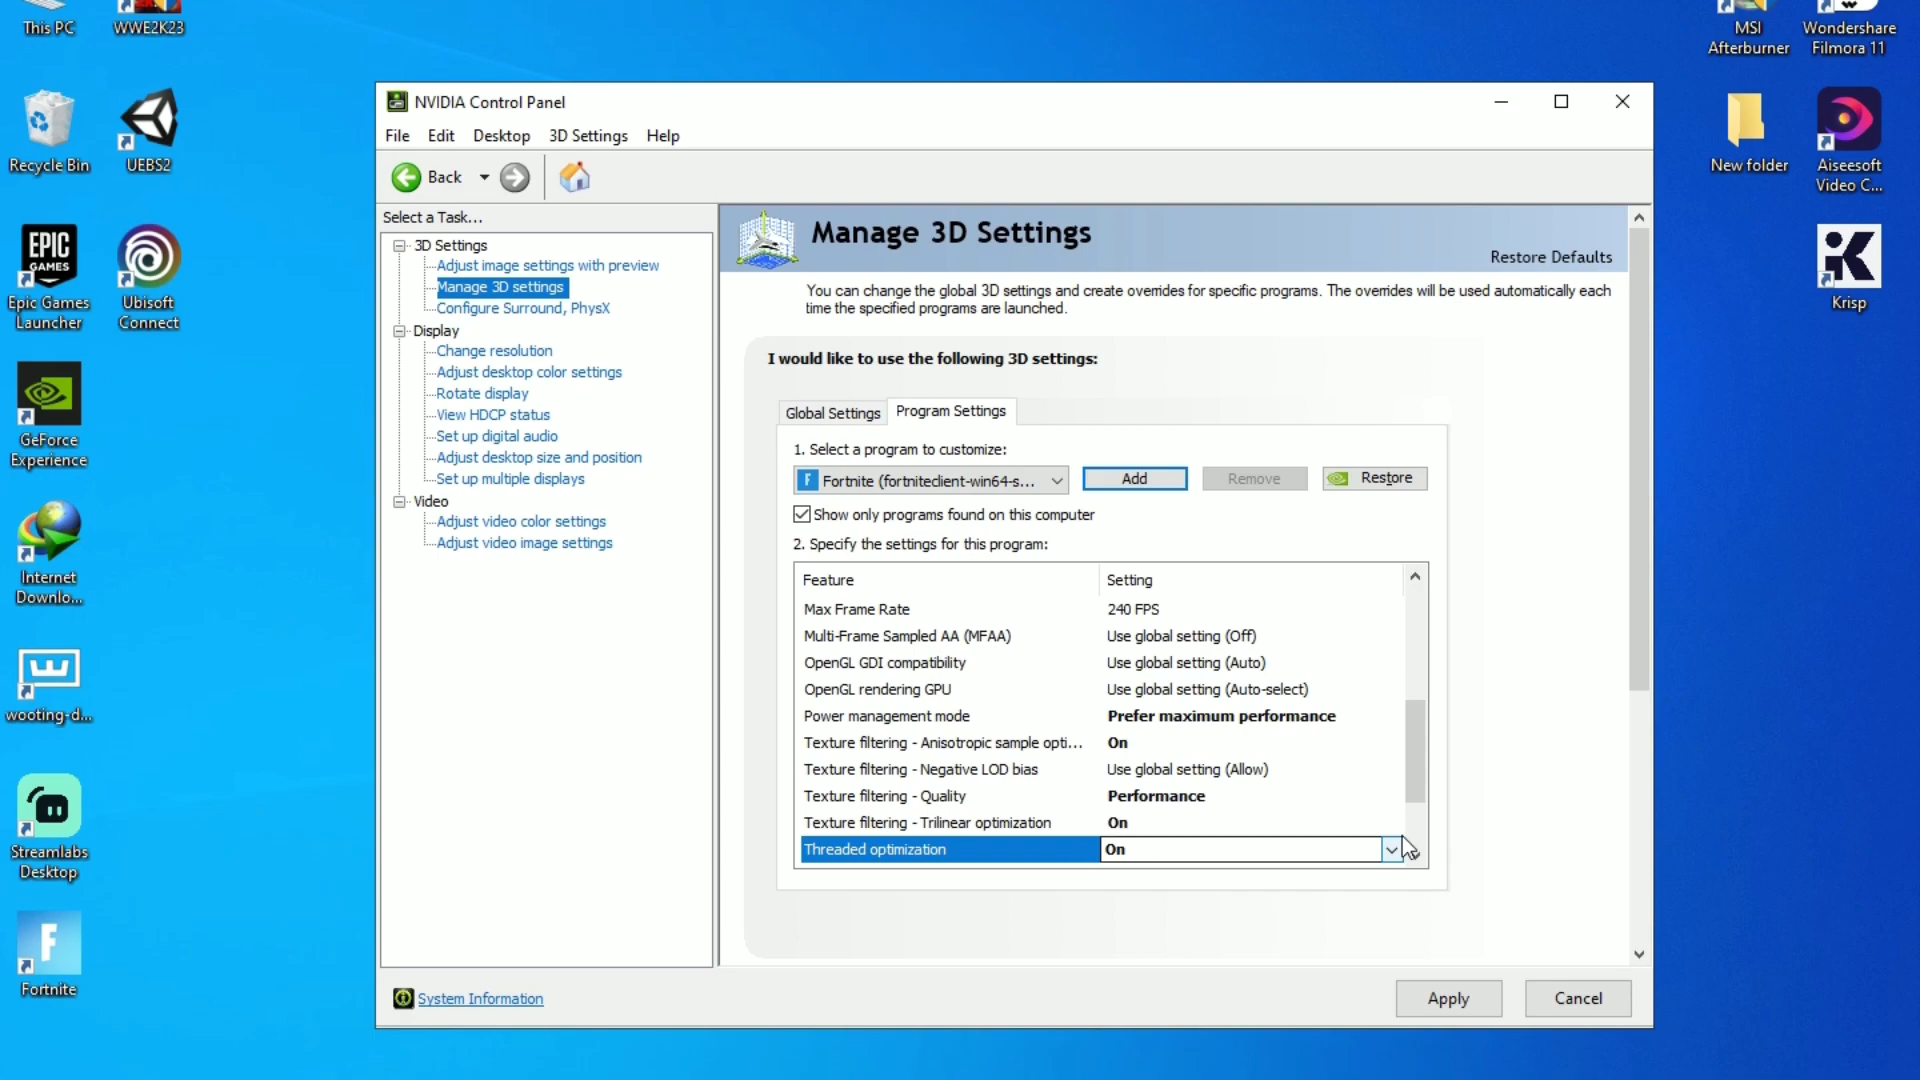 This PC
WWE2K23
MSI
Afterburner
Wondershare
Filmora 11
Recycle Bin
UEBS2
New folder
Aiseesoft
Video C...
EPIC
GAMES
Epic Games
Launcher
Ubisoft
Connect
Krisp
GeForce
Experience
Internet
Downlo...
wooting-d...
Streamlabs
Desktop
Fortnite
NVIDIA Control Panel
File Edit Desktop 3D Settings Help
Back
Select a Task...
3D Settings
Adjust image settings with preview
Manage 3D settings
Configure Surround, PhysX
Display
Change resolution
Adjust desktop color settings
Rotate display
View HDCP status
Set up digital audio
Adjust desktop size and position
Set up multiple displays
Video
Adjust video color settings
Adjust video image settings
System Information
Manage 3D Settings
Restore Defaults
You can change the global 3D settings and create overrides for specific programs. The overrides will be used automatically each
time the specified programs are launched.
I would like to use the following 3D settings:
Global Settings Program Settings
1. Select a program to customize:
F Fortnite (fortniteclient-win64-s... Add Remove Restore
Show only programs found on this computer
2. Specify the settings for this program:
Feature Setting
Max Frame Rate 240 FPS
Multi-Frame Sampled AA (MFAA) Use global setting (Off)
OpenGL GDI compatibility Use global setting (Auto)
OpenGL rendering GPU Use global setting (Auto-select)
Power management mode Prefer maximum performance
Texture filtering - Anisotropic sample opti... On
Texture filtering - Negative LOD bias Use global setting (Allow)
Texture filtering - Quality Performance
Texture filtering - Trilinear optimization On
Threaded optimization On
Apply Cancel